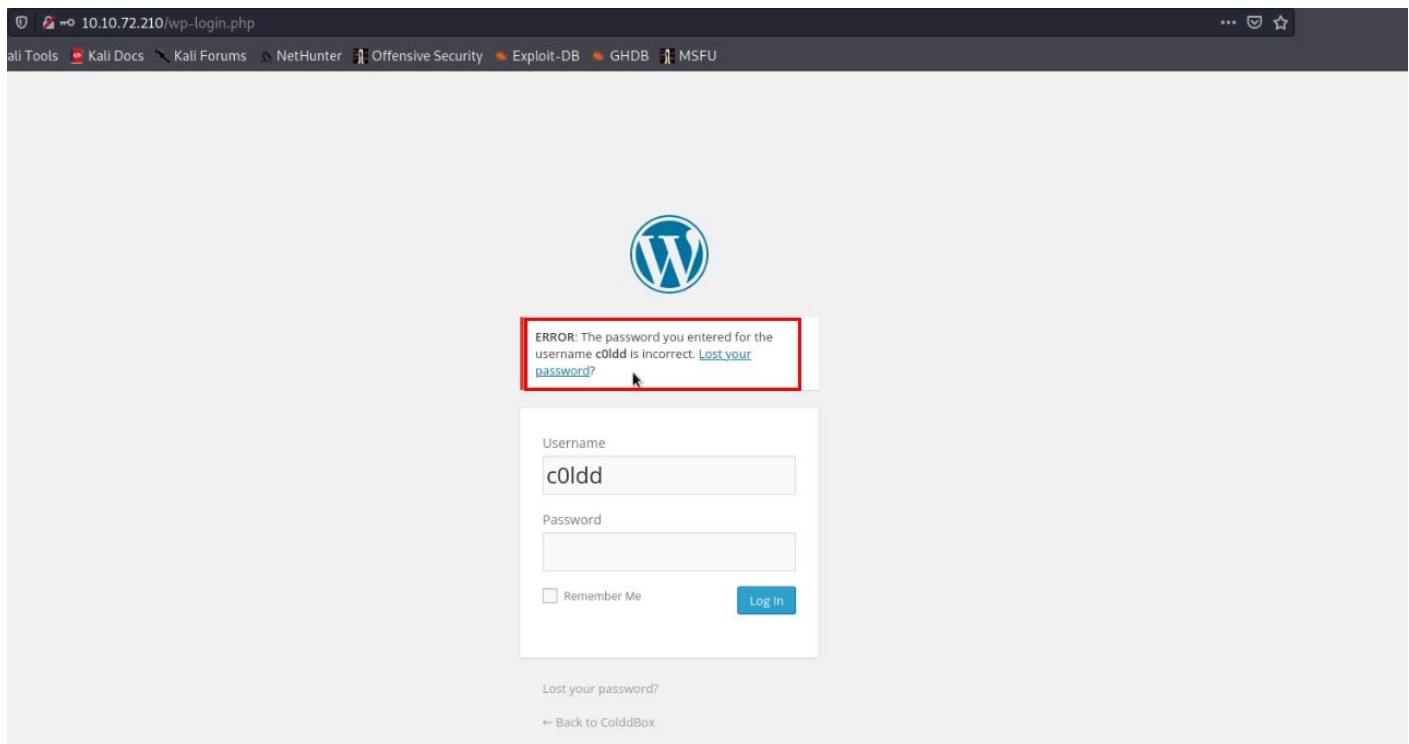 10.10.72.210/wp-login.php
ali Tools Kali Docs Kali Forums NetHunter Offensive Security Exploit-DB GHDB MSFU
ERROR: The password you entered for the
username c0ldd is incorrect. Lost your
password?
Username
c0ldd
Password
Remember Me
Log In
Lost your password?
← Back to ColddBox